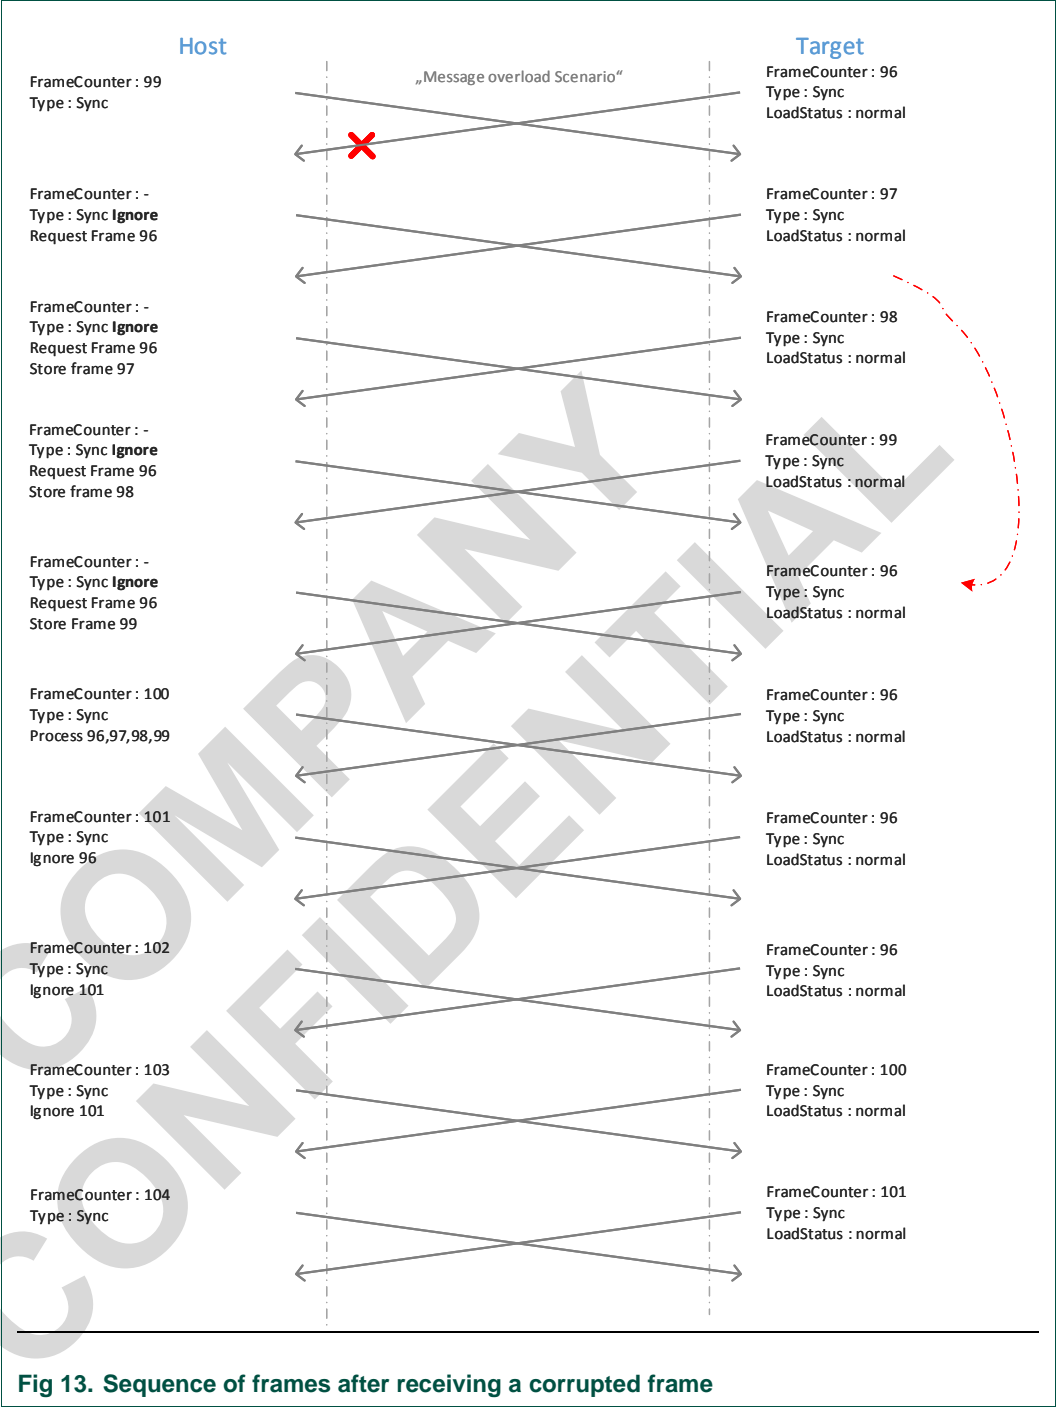 Host
Target
„Message overload Scenario“
FrameCounter : 99
Type : Sync
FrameCounter : 96
Type : Sync
LoadStatus : normal
FrameCounter : -
Type : Sync Ignore
Request Frame 96
FrameCounter : 97
Type : Sync
LoadStatus : normal
FrameCounter : -
Type : Sync Ignore
Request Frame 96
Store frame 97
FrameCounter : 98
Type : Sync
LoadStatus : normal
FrameCounter : -
Type : Sync Ignore
Request Frame 96
Store frame 98
FrameCounter : 99
Type : Sync
LoadStatus : normal
FrameCounter : -
Type : Sync Ignore
Request Frame 96
Store Frame 99
FrameCounter : 96
Type : Sync
LoadStatus : normal
FrameCounter : 100
Type : Sync
Process 96,97,98,99
FrameCounter : 96
Type : Sync
LoadStatus : normal
FrameCounter : 101
Type : Sync
Ignore 96
FrameCounter : 96
Type : Sync
LoadStatus : normal
FrameCounter : 102
Type : Sync
Ignore 101
FrameCounter : 96
Type : Sync
LoadStatus : normal
FrameCounter : 103
Type : Sync
Ignore 101
FrameCounter : 100
Type : Sync
LoadStatus : normal
FrameCounter : 104
Type : Sync
FrameCounter : 101
Type : Sync
LoadStatus : normal
COMPANY
CONFIDENTIAL
Fig 13. Sequence of frames after receiving a corrupted frame